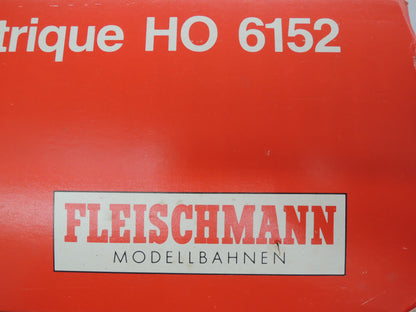 trique HO 6152
FLEISCHMANN
MODELLBAHNEN